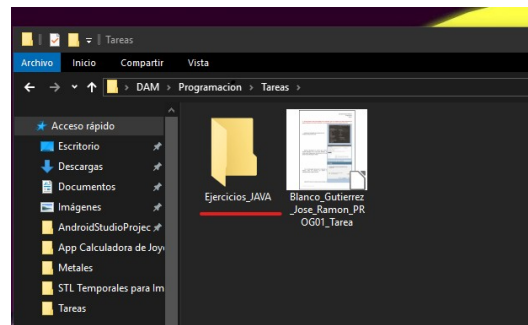 Tareas
Archivo Inicio Compartir Vista
DAM > Programacion > Tareas >
Acceso rápido
Escritorio
Descargas
Documentos
Imágenes
AndroidStudioProjec
App Calculadora de Joy
Metales
STL Temporales para Im
Tareas
Ejercicios_JAVA
Blanco_Gutierrez
_Jose_Ramon_PR
OG01_Tarea